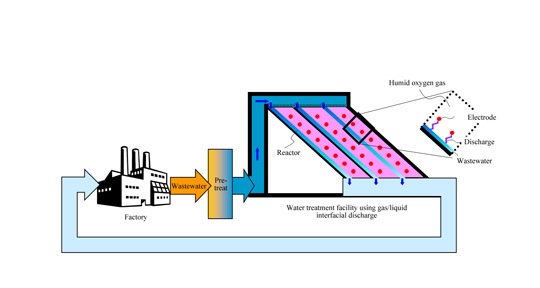 Humid oxygen gas
Electrode
Discharge
Wastewater
Reactor
Wastewater
Pre-
treat
Factory
Water treatment facility using gas/liquid
interfacial discharge